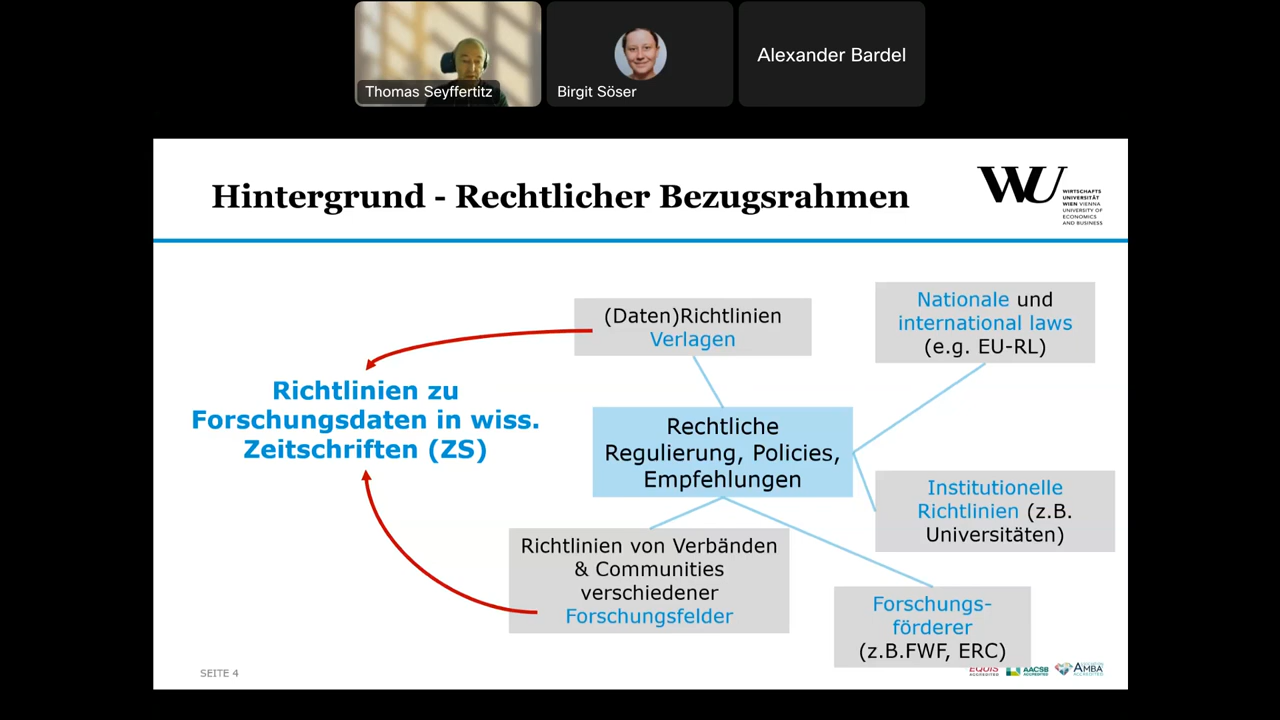 Thomas Seyffertitz
Birgit Söser
Alexander Bardel
Hintergrund - Rechtlicher Bezugsrahmen
WU
WIRTSCHAFTS
UNIVERSITÄT
WIEN VIENNA
UNIVERSITY OF
ECONOMICS
AND BUSINESS
(Daten)Richtlinien
Verlagen
Nationale und
international laws
(e.g. EU-RL)
Richtlinien zu
Forschungsdaten in wiss.
Zeitschriften (ZS)
Rechtliche
Regulierung, Policies,
Empfehlungen
Institutionelle
Richtlinien (z.B.
Universitäten)
Richtlinien von Verbänden
& Communities
verschiedener
Forschungsfelder
Forschungs-
förderer
(z.B.FWF, ERC)
SEITE 4
EQUIS
ACCREDITED
AACSB
ACCREDITED
AMBA
ACCREDITED